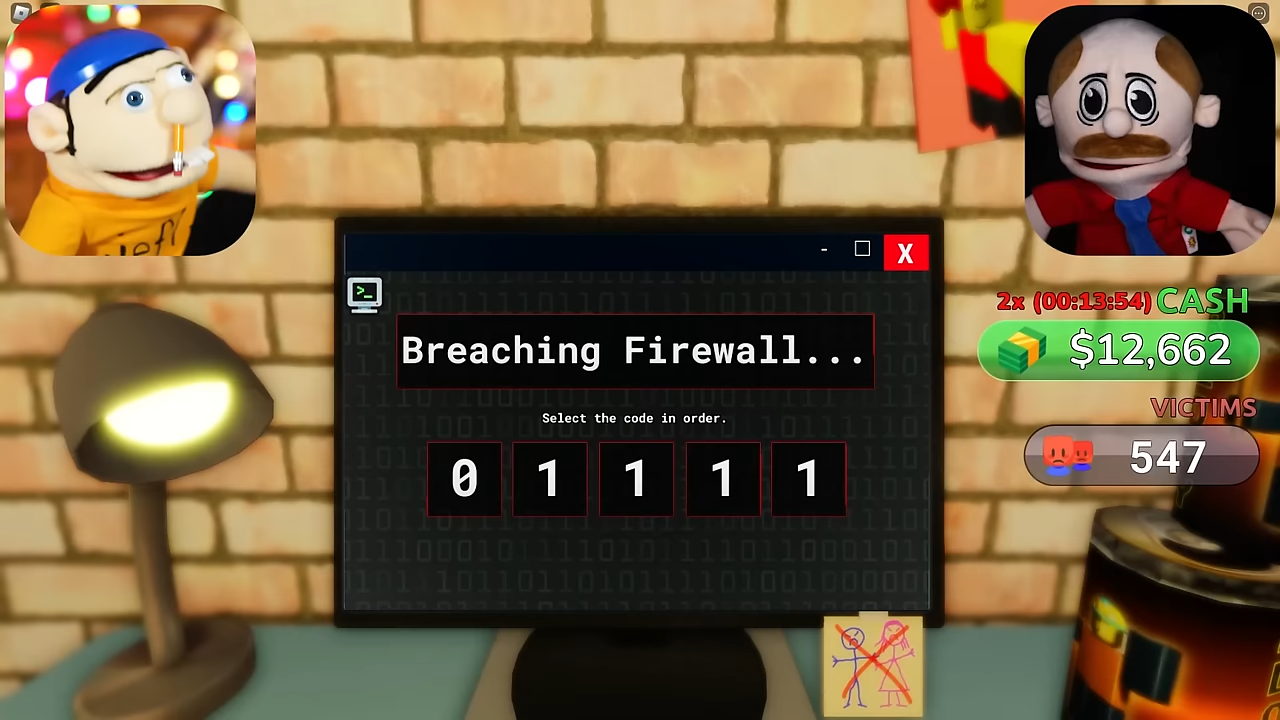 jeffy
- □ X
>_
Breaching Firewall...
Select the code in order.
0 1 1 1 1
2x (00:13:54) CASH
$12,662
VICTIMS
547